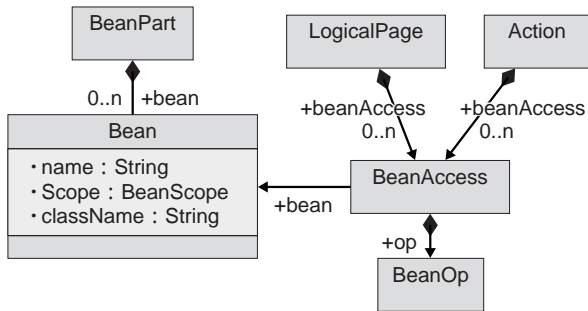 BeanPart
LogicalPage
Action
0..n
+bean
+beanAccess
0..n
+beanAccess
0..n
Bean
・name : String
・Scope : BeanScope
・className : String
BeanAccess
+bean
+op
BeanOp